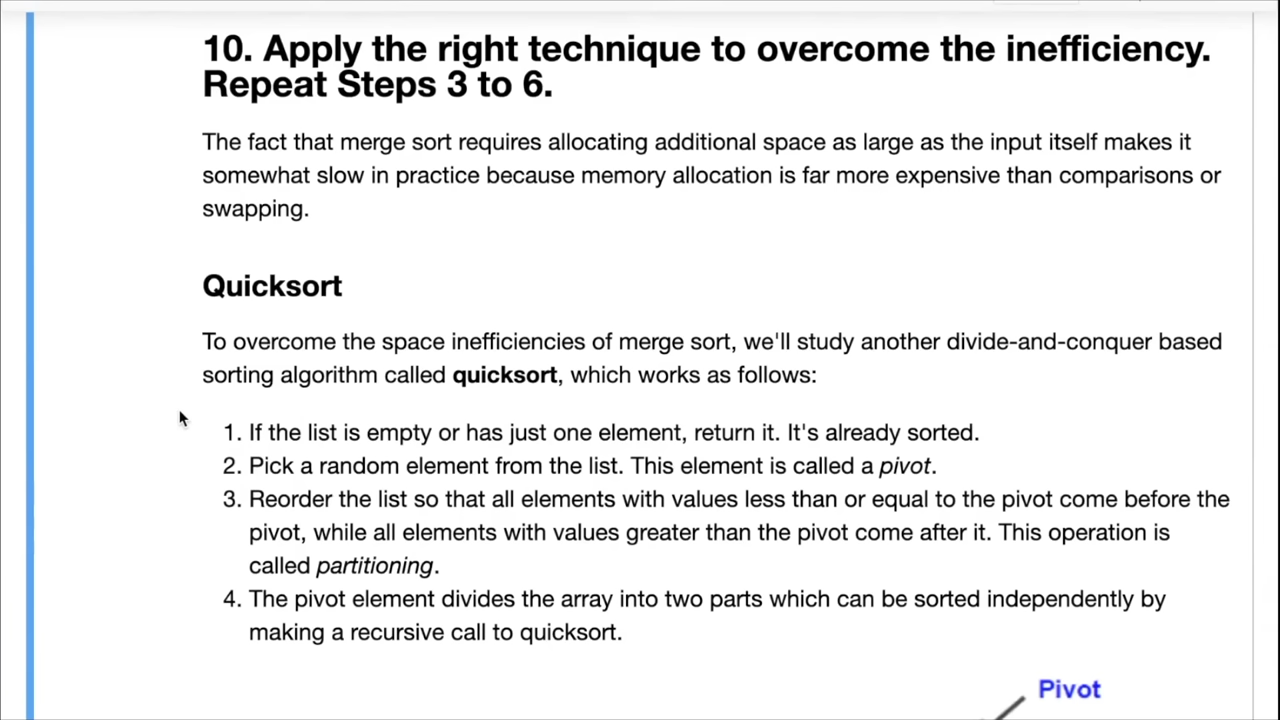 10. Apply the right technique to overcome the inefficiency.
Repeat Steps 3 to 6.
The fact that merge sort requires allocating additional space as large as the input itself makes it
somewhat slow in practice because memory allocation is far more expensive than comparisons or
swapping.
Quicksort
To overcome the space inefficiencies of merge sort, we'll study another divide-and-conquer based
sorting algorithm called quicksort, which works as follows:
1. If the list is empty or has just one element, return it. It's already sorted.
2. Pick a random element from the list. This element is called a pivot.
3. Reorder the list so that all elements with values less than or equal to the pivot come before the
pivot, while all elements with values greater than the pivot come after it. This operation is
called partitioning.
4. The pivot element divides the array into two parts which can be sorted independently by
making a recursive call to quicksort.
Pivot